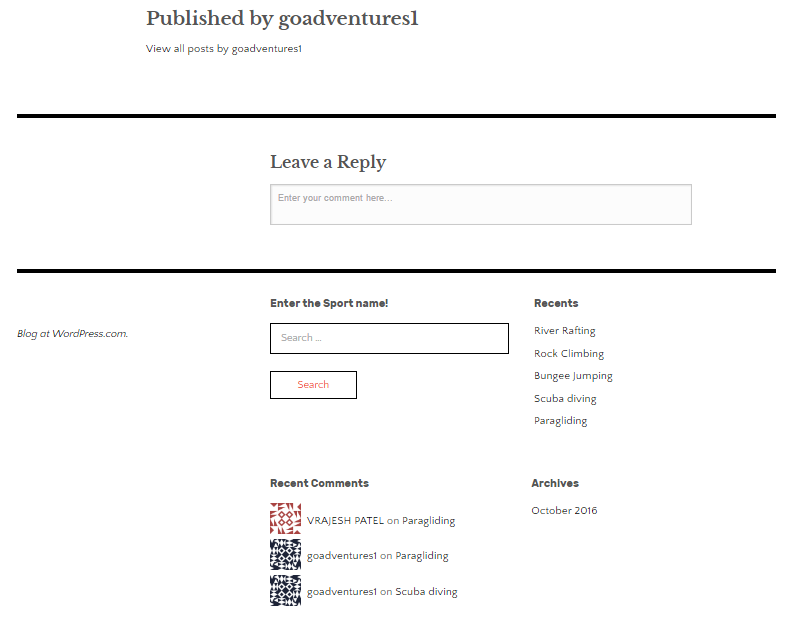 Published by goadventures1
View all posts by goadventures1
Leave a Reply
Enter your comment here...
Blog at WordPress.com.
Enter the Sport name!
Search …
Search
Recents
River Rafting
Rock Climbing
Bungee Jumping
Scuba diving
Paragliding
Recent Comments
VRAJESH PATEL on Paragliding
goadventures1 on Paragliding
goadventures1 on Scuba diving
Archives
October 2016